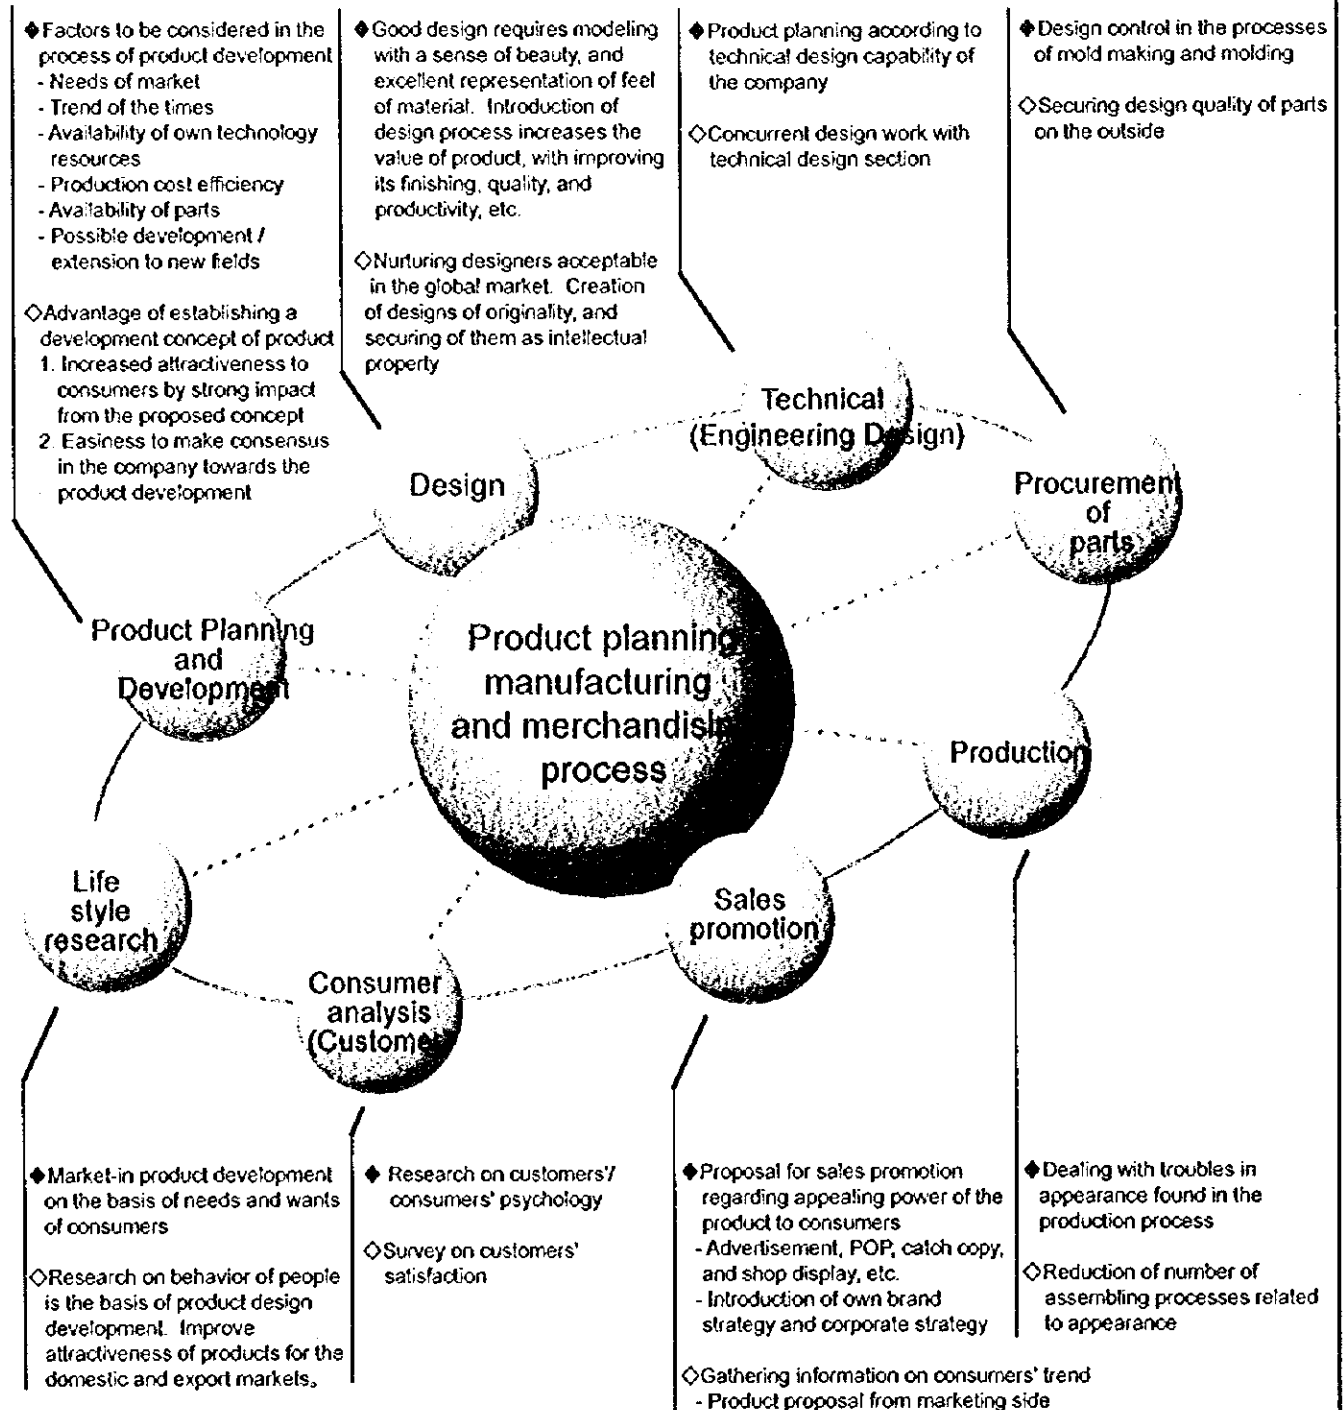 ◆Factors to be considered in the
process of product development
- Needs of market
- Trend of the times
- Availability of own technology
resources
- Production cost efficiency
- Availability of parts
- Possible development /
extension to new fields
◇Advantage of establishing a
development concept of product
1. Increased attractiveness to
consumers by strong impact
from the proposed concept
2. Easiness to make consensus
in the company towards the
product development
◆Good design requires modeling
with a sense of beauty, and
excellent representation of feel
of material. Introduction of
design process increases the
value of product, with improving
its finishing, quality, and
productivity, etc.
◇Nurturing designers acceptable
in the global market. Creation
of designs of originality, and
securing of them as intellectual
property
◆Product planning according to
technical design capability of
the company
◇Concurrent design work with
technical design section
◆Design control in the processes
of mold making and molding
◇Securing design quality of parts
on the outside
Technical
(Engineering Design)
Design
Procurement
of
parts
Product Planning
and
Development
Product planning
manufacturing
and merchandising
process
Production
Life
style
research
Sales
promotion
Consumer
analysis
(Customer
◆Market-in product development
on the basis of needs and wants
of consumers
◇Research on behavior of people
is the basis of product design
development. Improve
attractiveness of products for the
domestic and export markets.
◆ Research on customers'/
consumers' psychology
◇Survey on customers'
satisfaction
◆Proposal for sales promotion
regarding appealing power of the
product to consumers
- Advertisement, POP, catch copy,
and shop display, etc.
- Introduction of own brand
strategy and corporate strategy
◇Gathering information on consumers' trend
- Product proposal from marketing side
◆Dealing with troubles in
appearance found in the
production process
◇Reduction of number of
assembling processes related
to appearance